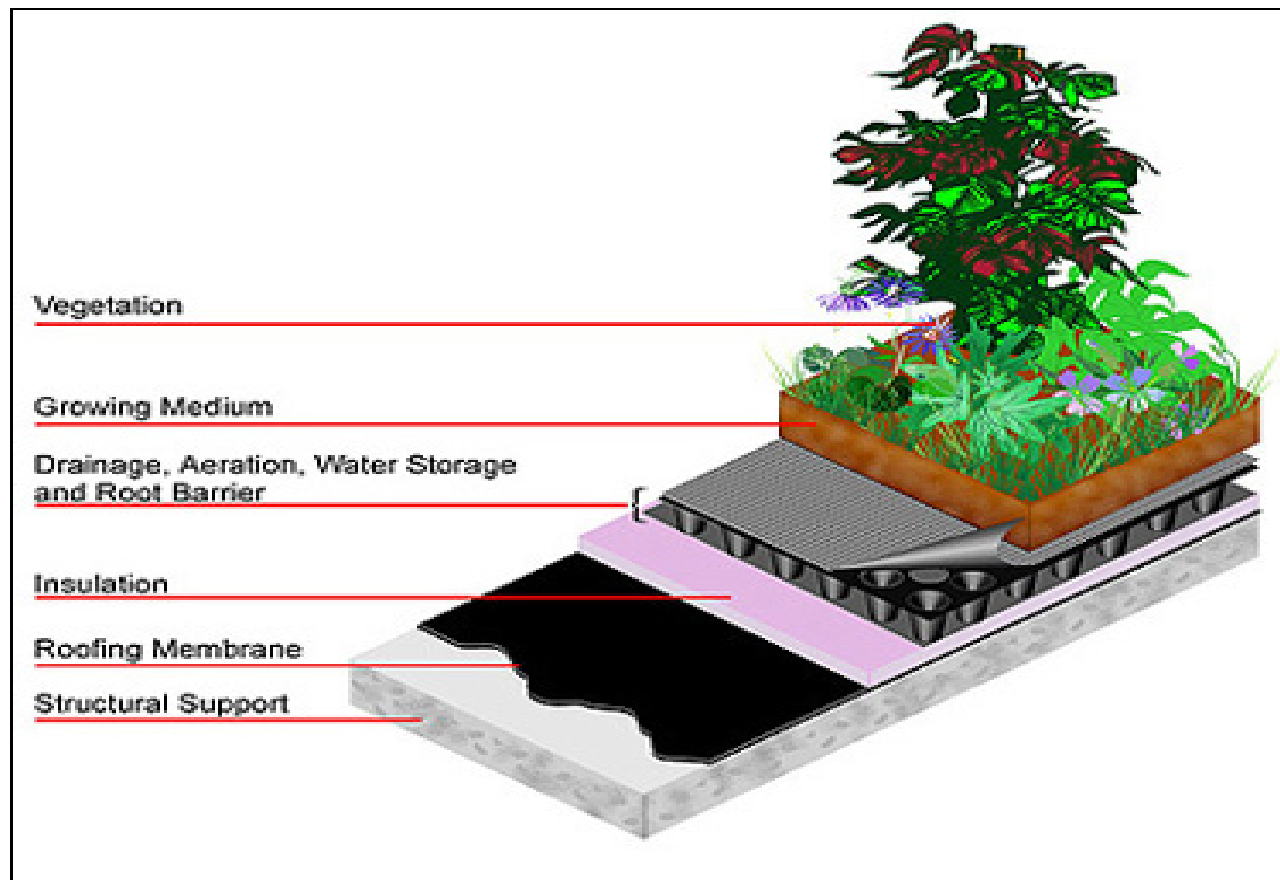 Vegetation
Growing Medium
Drainage, Aeration, Water Storage
and Root Barrier
Insulation
Roofing Membrane
Structural Support